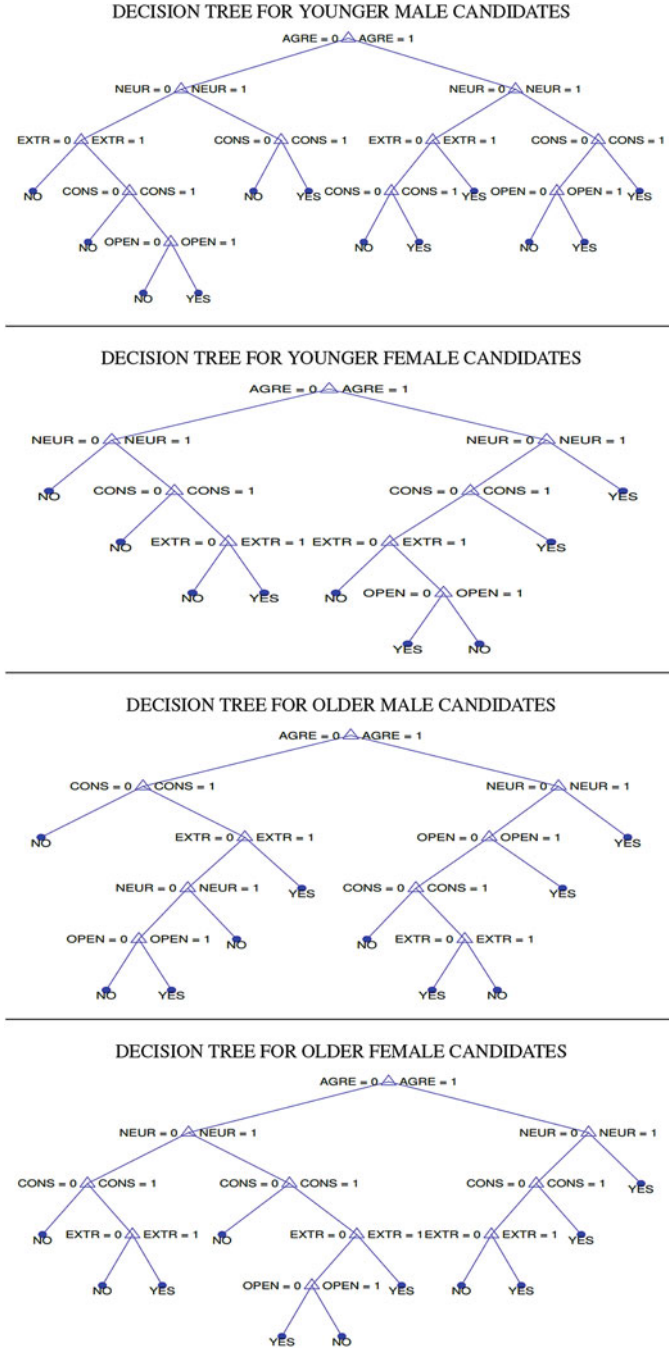 DECISION TREE FOR YOUNGER MALE CANDIDATES
AGRE = 0 AGRE = 1
NEUR = 0 NEUR = 1 NEUR = 0 NEUR = 1
EXTR = 0 EXTR = 1 CONS = 0 CONS = 1 EXTR = 0 EXTR = 1 CONS = 0 CONS = 1
NO CONS = 0 CONS = 1 NO YES CONS = 0 CONS = 1 YES OPEN = 0 OPEN = 1 YES
NO OPEN = 0 OPEN = 1 NO YES NO YES
NO YES
DECISION TREE FOR YOUNGER FEMALE CANDIDATES
AGRE = 0 AGRE = 1
NEUR = 0 NEUR = 1 NEUR = 0 NEUR = 1
NO CONS = 0 CONS = 1 CONS = 0 CONS = 1 YES
NO EXTR = 0 EXTR = 1 EXTR = 0 EXTR = 1 YES
NO YES NO OPEN = 0 OPEN = 1
YES NO
DECISION TREE FOR OLDER MALE CANDIDATES
AGRE = 0 AGRE = 1
CONS = 0 CONS = 1 NEUR = 0 NEUR = 1
NO EXTR = 0 EXTR = 1 OPEN = 0 OPEN = 1 YES
NEUR = 0 NEUR = 1 YES CONS = 0 CONS = 1 YES
OPEN = 0 OPEN = 1 NO NO EXTR = 0 EXTR = 1
NO YES YES NO
DECISION TREE FOR OLDER FEMALE CANDIDATES
AGRE = 0 AGRE = 1
NEUR = 0 NEUR = 1 NEUR = 0 NEUR = 1
CONS = 0 CONS = 1 CONS = 0 CONS = 1 CONS = 0 CONS = 1 YES
NO EXTR = 0 EXTR = 1 NO EXTR = 0 EXTR = 1 EXTR = 0 EXTR = 1 YES
NO YES OPEN = 0 OPEN = 1 YES NO YES
YES NO